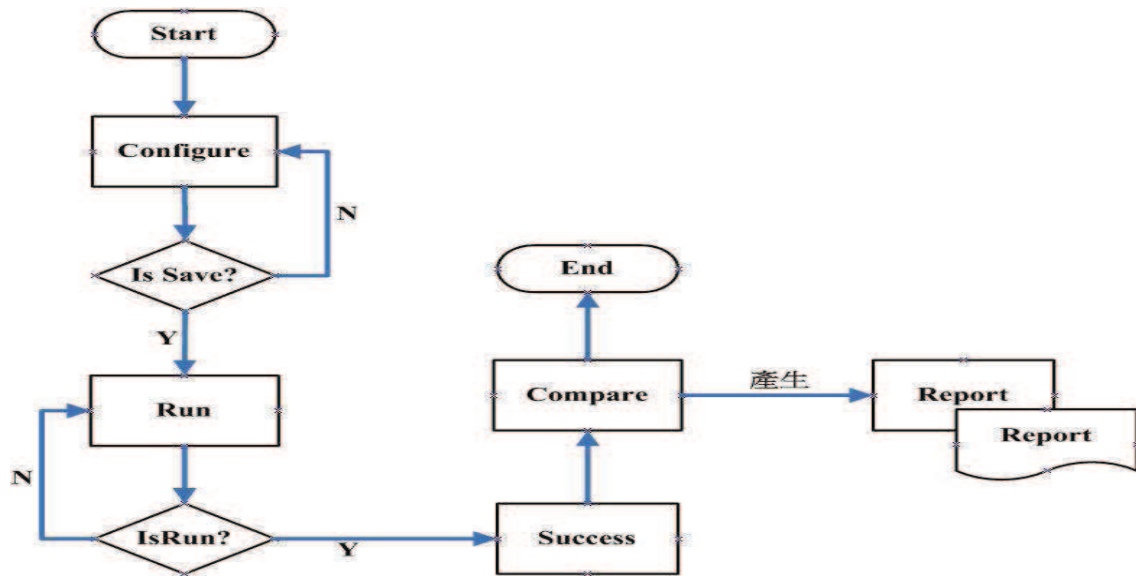 Start
Configure
N
Is Save?
Y
Run
N
IsRun?
Y
Success
Compare
End
產生
Report
Report